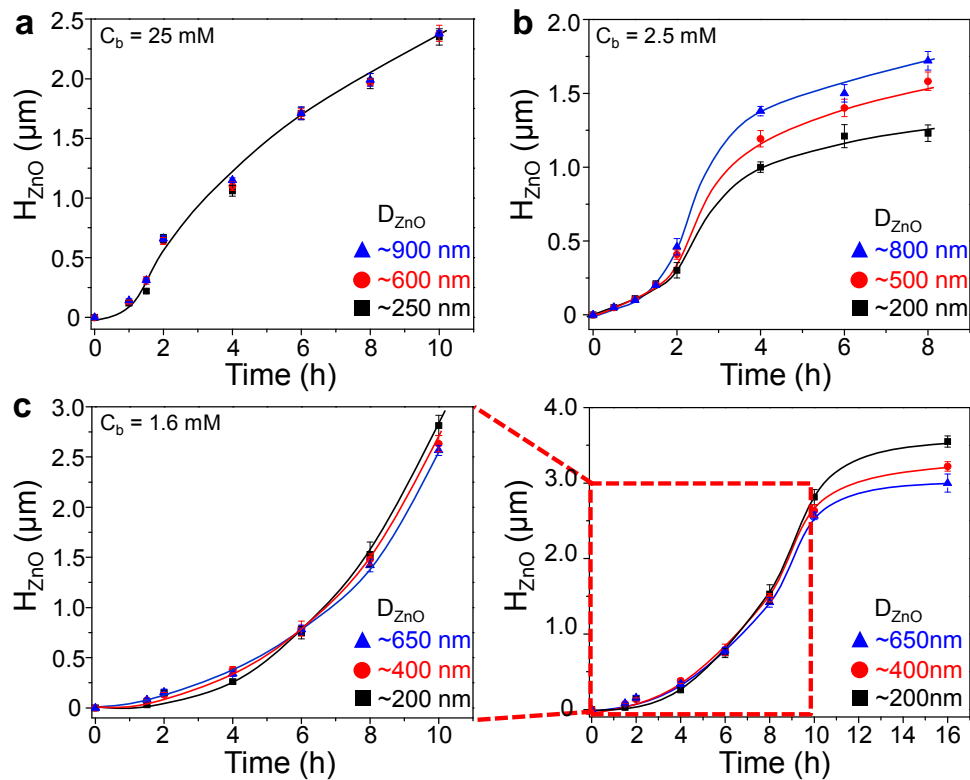 a
C_b = 25 mM
H_ZnO (µm)
2.5
2.0
1.5
1.0
0.5
0
D_ZnO
▲ ~900 nm
● ~600 nm
■ ~250 nm
0 2 4 6 8 10
Time (h)
b
C_b = 2.5 mM
H_ZnO (µm)
2.0
1.5
1.0
0.5
0
D_ZnO
▲ ~800 nm
● ~500 nm
■ ~200 nm
0 2 4 6 8
Time (h)
c
C_b = 1.6 mM
H_ZnO (µm)
3.0
2.5
2.0
1.5
1.0
0.5
0
D_ZnO
▲ ~650 nm
● ~400 nm
■ ~200 nm
0 2 4 6 8 10
Time (h)
H_ZnO (µm)
4.0
3.0
2.0
1.0
0.0
D_ZnO
▲ ~650nm
● ~400nm
■ ~200nm
0 2 4 6 8 10 12 14 16
Time (h)